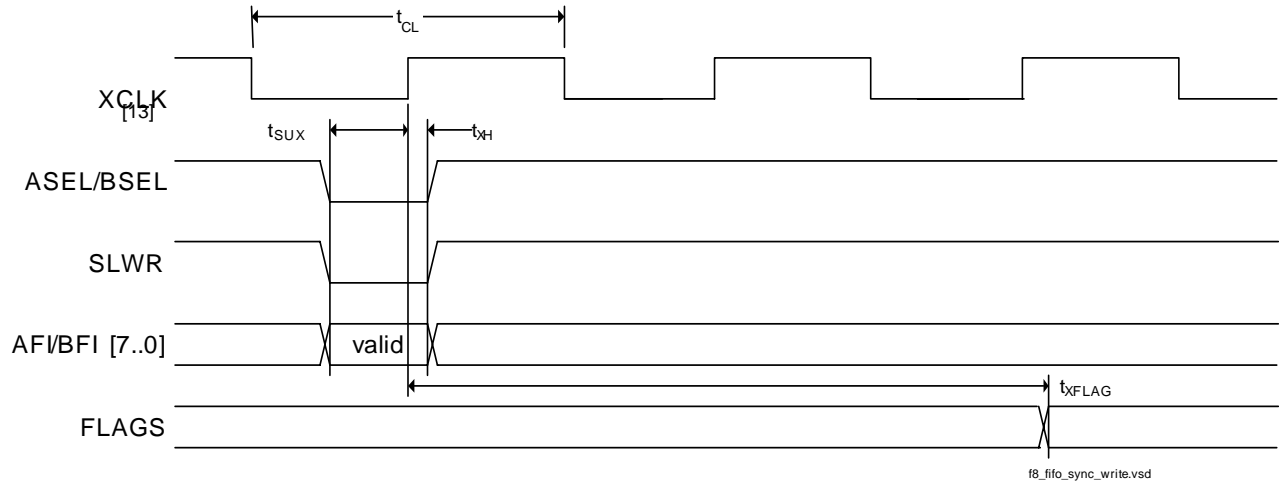 tCL
XCLK
[13]
tSUX
tXH
ASEL/BSEL
SLWR
AFI/BFI [7..0]
valid
tXFLAG
FLAGS
f8_fifo_sync_write.vsd